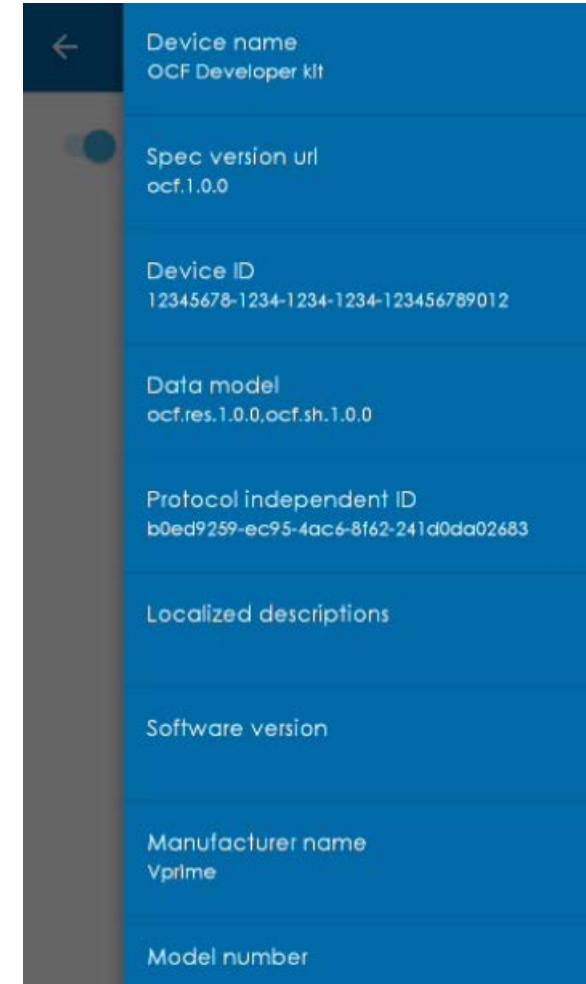 Device name
OCF Developer kit
Spec version url
ocf.1.0.0
Device ID
12345678-1234-1234-1234-123456789012
Data model
ocf.res.1.0.0,ocf.sh.1.0.0
Protocol independent ID
b0ed9259-ec95-4ac6-8f62-241d0da02683
Localized descriptions
Software version
Manufacturer name
Vprime
Model number